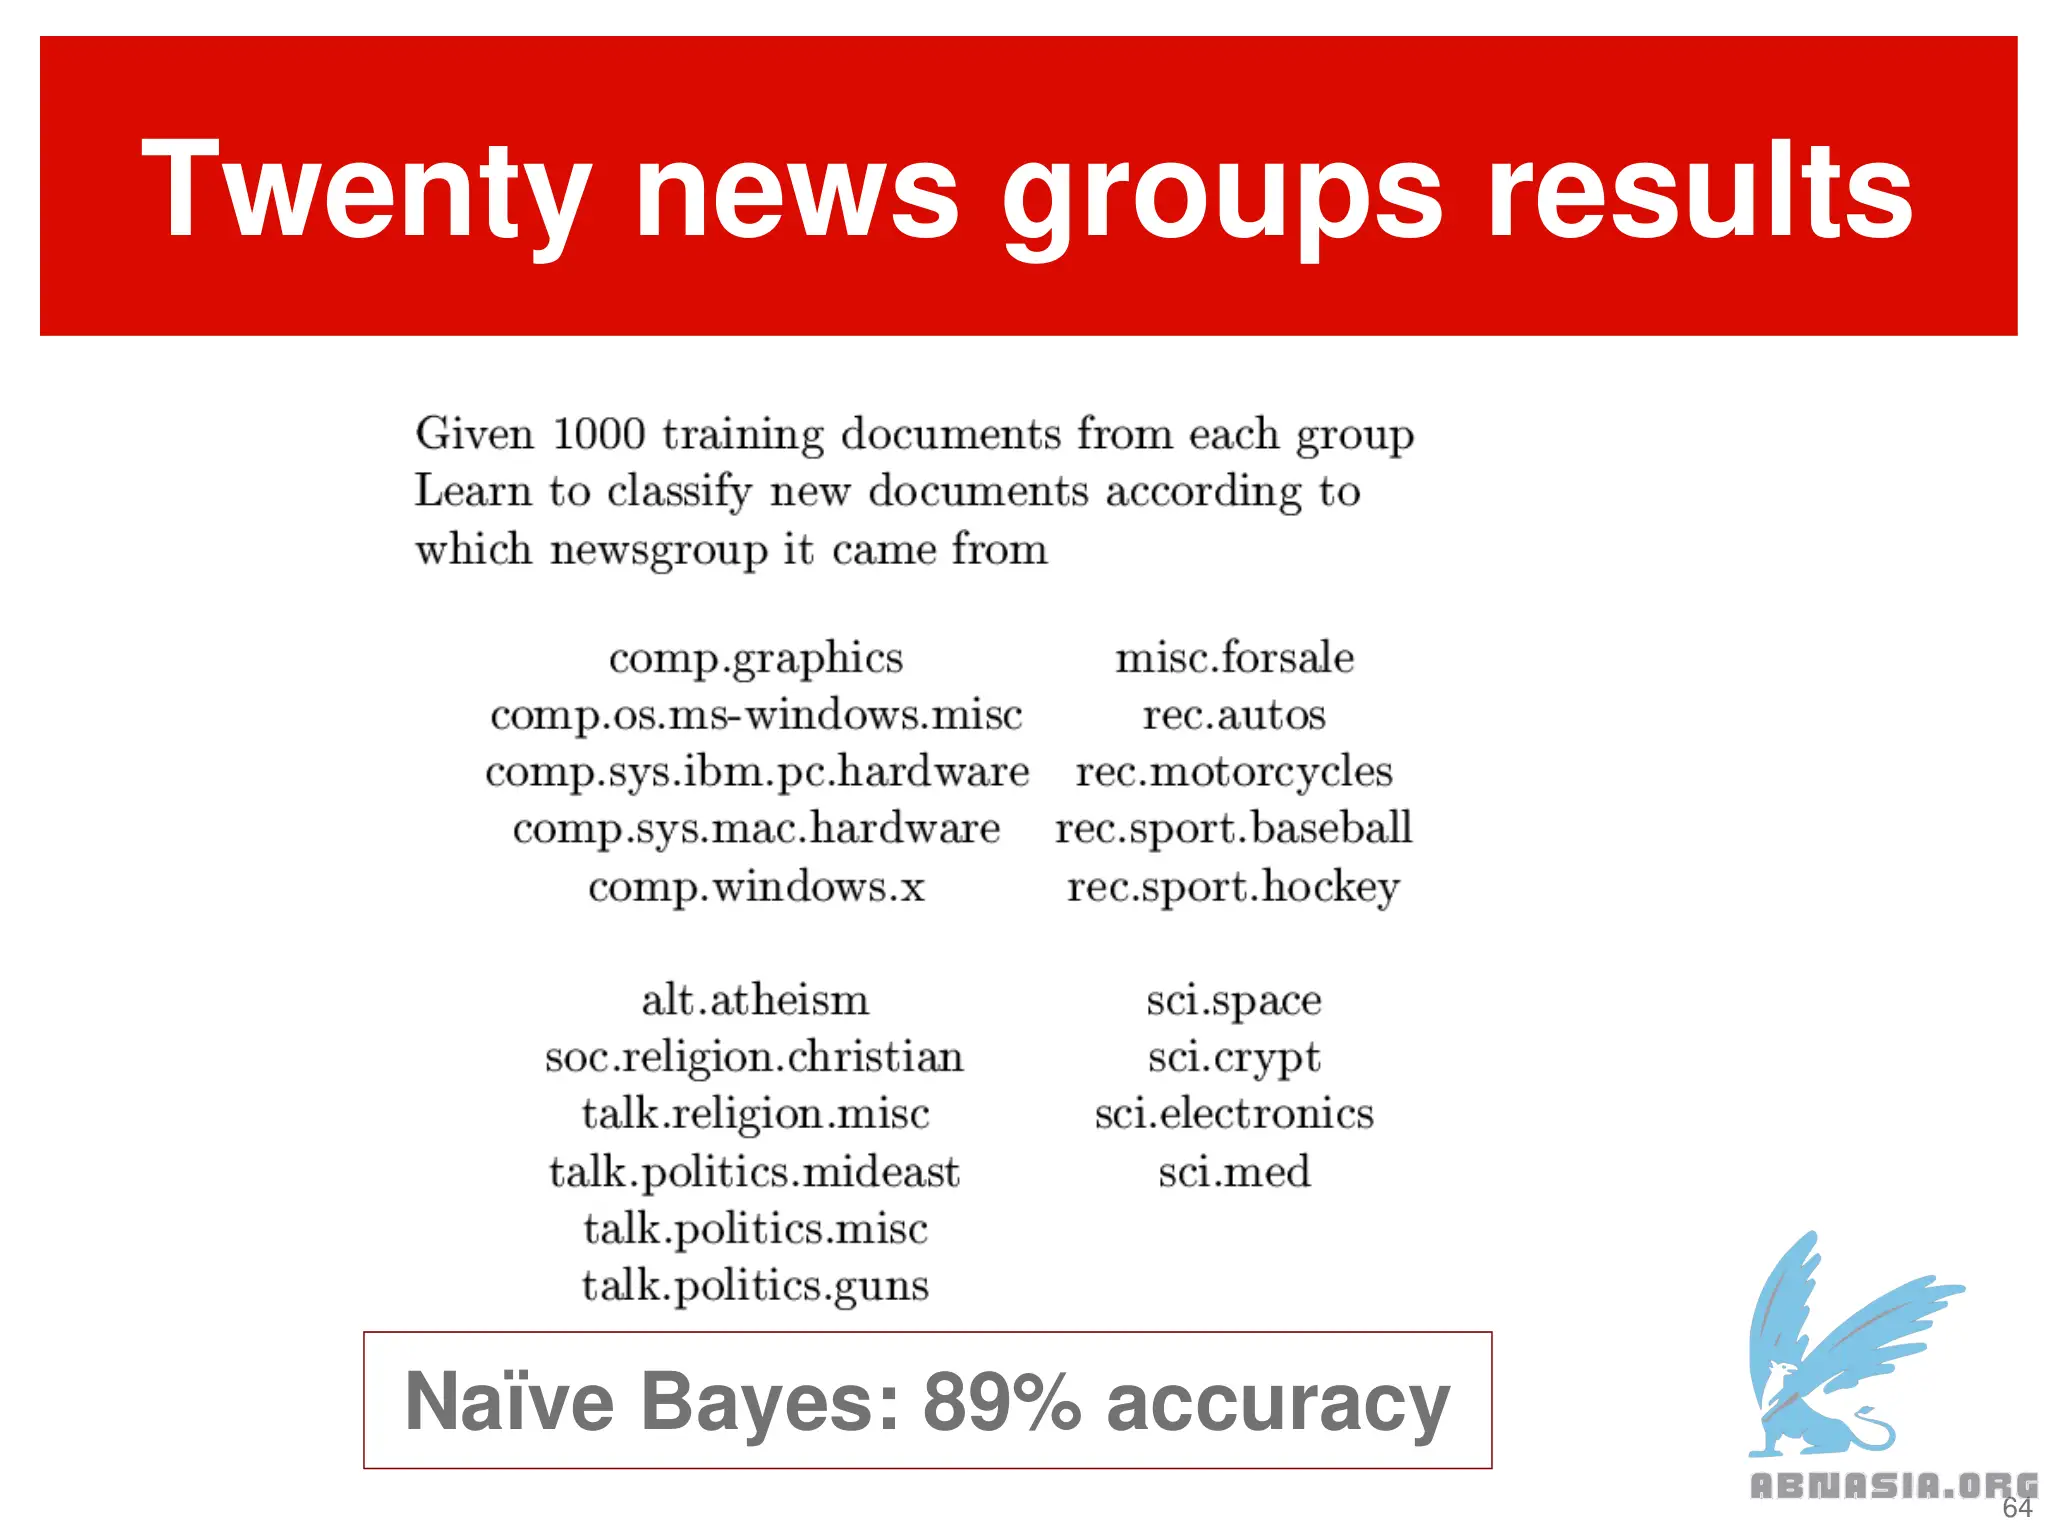 Twenty news groups results
Given 1000 training documents from each group
Learn to classify new documents according to
which newsgroup it came from
comp.graphics misc.forsale
comp.os.ms-windows.misc rec.autos
comp.sys.ibm.pc.hardware rec.motorcycles
comp.sys.mac.hardware rec.sport.baseball
comp.windows.x rec.sport.hockey
alt.atheism sci.space
soc.religion.christian sci.crypt
talk.religion.misc sci.electronics
talk.politics.mideast sci.med
talk.politics.misc
talk.politics.guns
Naïve Bayes: 89% accuracy
ABNASIA.ORG
64